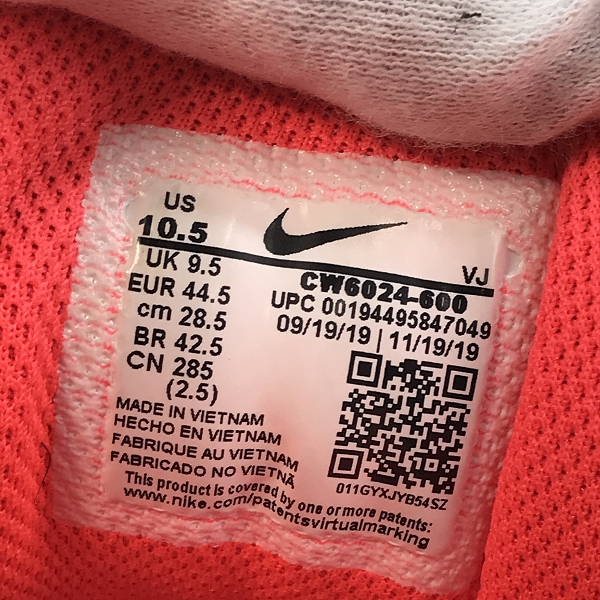 US
10.5
UK 9.5
EUR 44.5
cm 28.5
BR 42.5
CN 285
(2.5)
VJ
CW6024-600
UPC 00194495847049
09/19/19 | 11/19/19
011GYXJYB54SZ
MADE IN VIETNAM
HECHO EN VIETNAM
FABRIQUE AU VIETNAM
FABRICADO NO VIETNÃ
This product is covered by one or more patents:
www.nike.com/patentsvirtualmarking